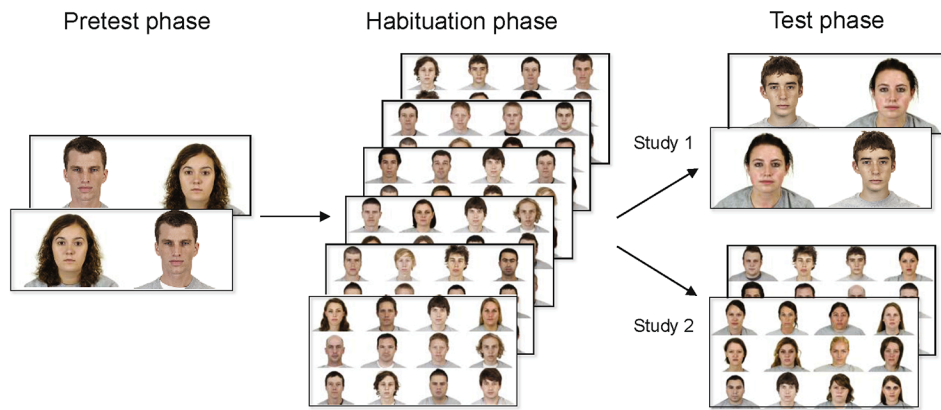 Pretest phase
Habituation phase
Test phase
Study 1
Study 2